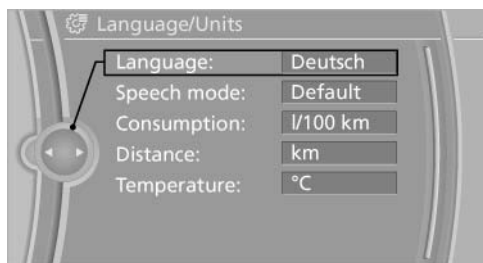 Language/Units
Language: Deutsch
Speech mode: Default
Consumption: l/100 km
Distance: km
Temperature: °C